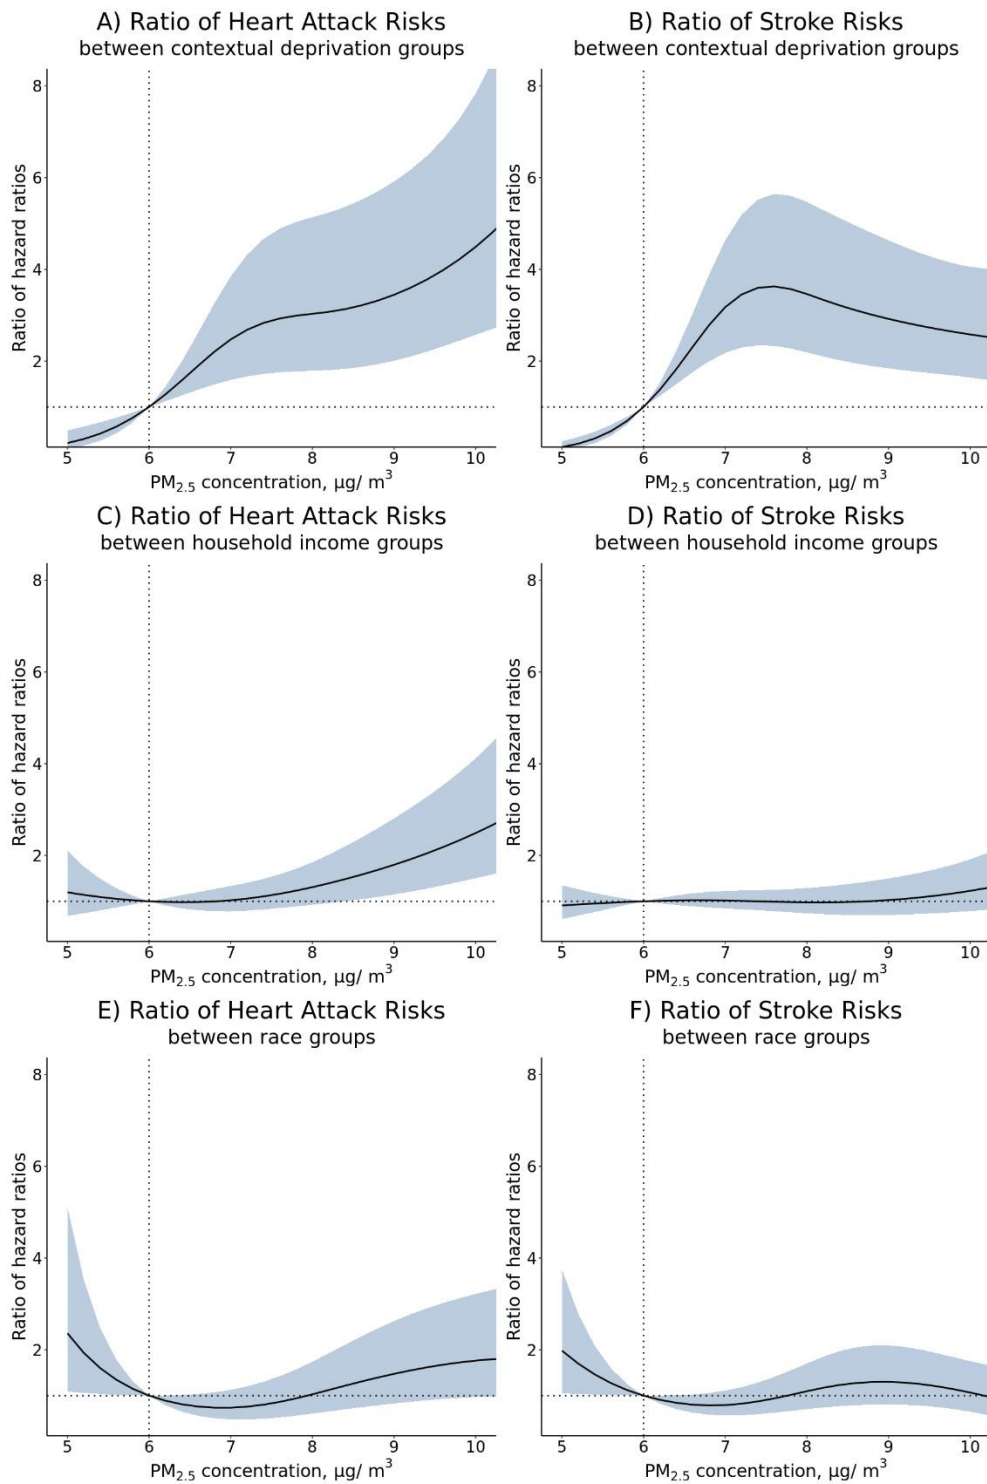 A) Ratio of Heart Attack Risks
between contextual deprivation groups
8
6
4
2
Ratio of hazard ratios
5 6 7 8 9 10
PM2.5 concentration, µg/ m3
B) Ratio of Stroke Risks
between contextual deprivation groups
8
6
4
2
Ratio of hazard ratios
5 6 7 8 9 10
PM2.5 concentration, µg/ m3
C) Ratio of Heart Attack Risks
between household income groups
8
6
4
2
Ratio of hazard ratios
5 6 7 8 9 10
PM2.5 concentration, µg/ m3
D) Ratio of Stroke Risks
between household income groups
8
6
4
2
Ratio of hazard ratios
5 6 7 8 9 10
PM2.5 concentration, µg/ m3
E) Ratio of Heart Attack Risks
between race groups
8
6
4
2
Ratio of hazard ratios
5 6 7 8 9 10
PM2.5 concentration, µg/ m3
F) Ratio of Stroke Risks
between race groups
8
6
4
2
Ratio of hazard ratios
5 6 7 8 9 10
PM2.5 concentration, µg/ m3